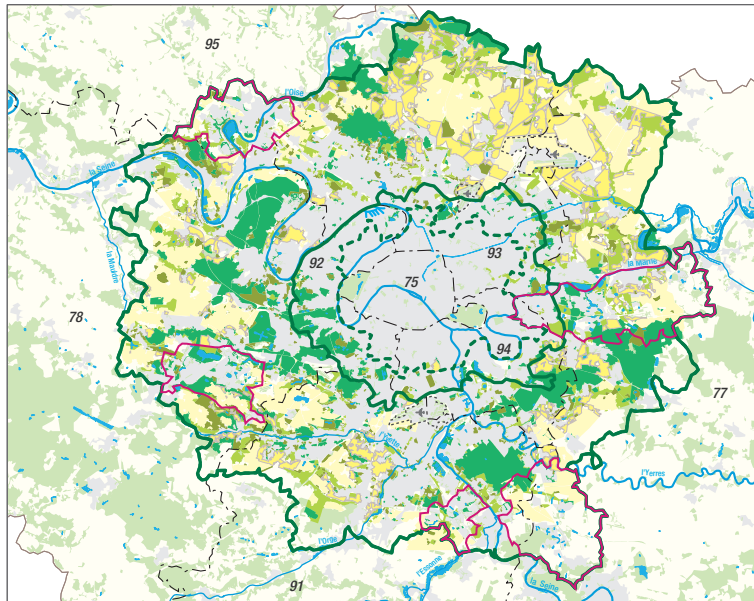 95
l'Oise
la Seine
la Mauldre
92
93
75
la Marne
78
94
77
l'Yvette
l'Yerres
l'Orge
l'Essonne
la Seine
91